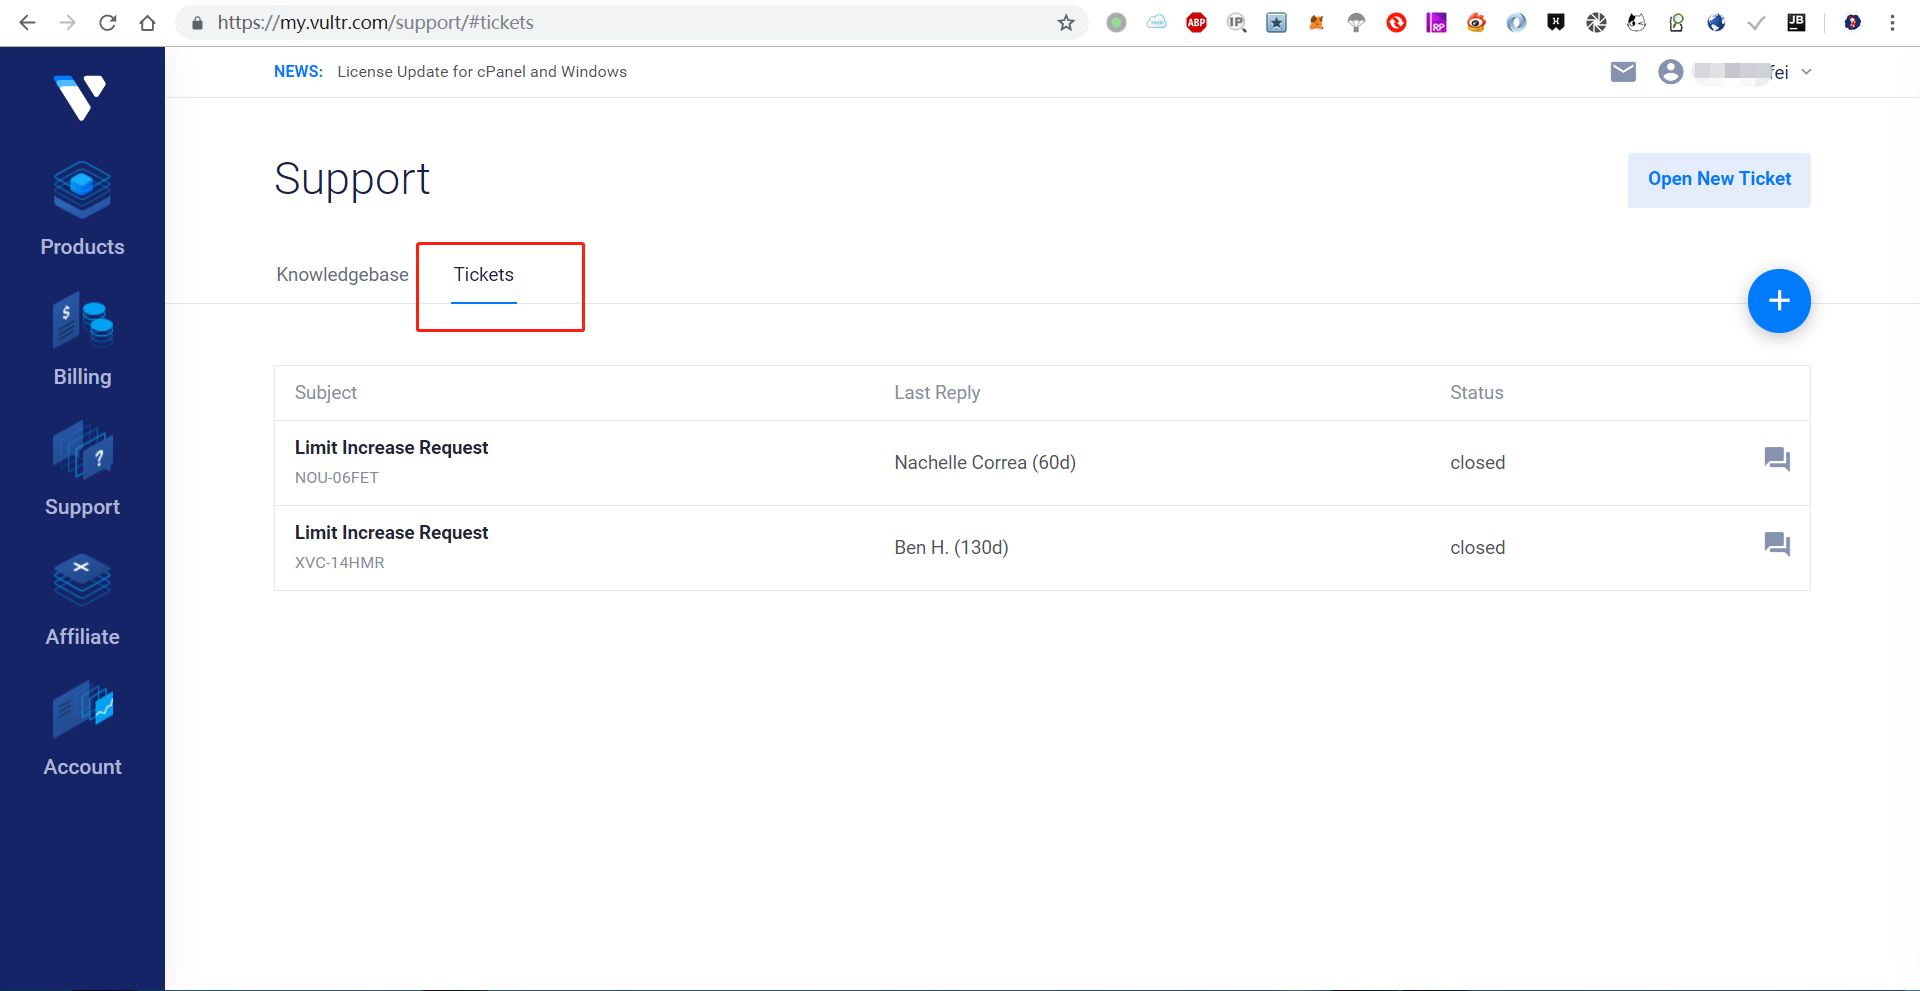 https://my.vultr.com/support/#tickets
ABP
IP
RP
JB
NEWS: License Update for cPanel and Windows
fei
Support
Open New Ticket
Products
Knowledgebase
Tickets
+
$
Billing
Subject Last Reply Status
Limit Increase Request
NOU-06FET
Nachelle Correa (60d)
closed
?
Support
Limit Increase Request
XVC-14HMR
Ben H. (130d)
closed
Affiliate
Account